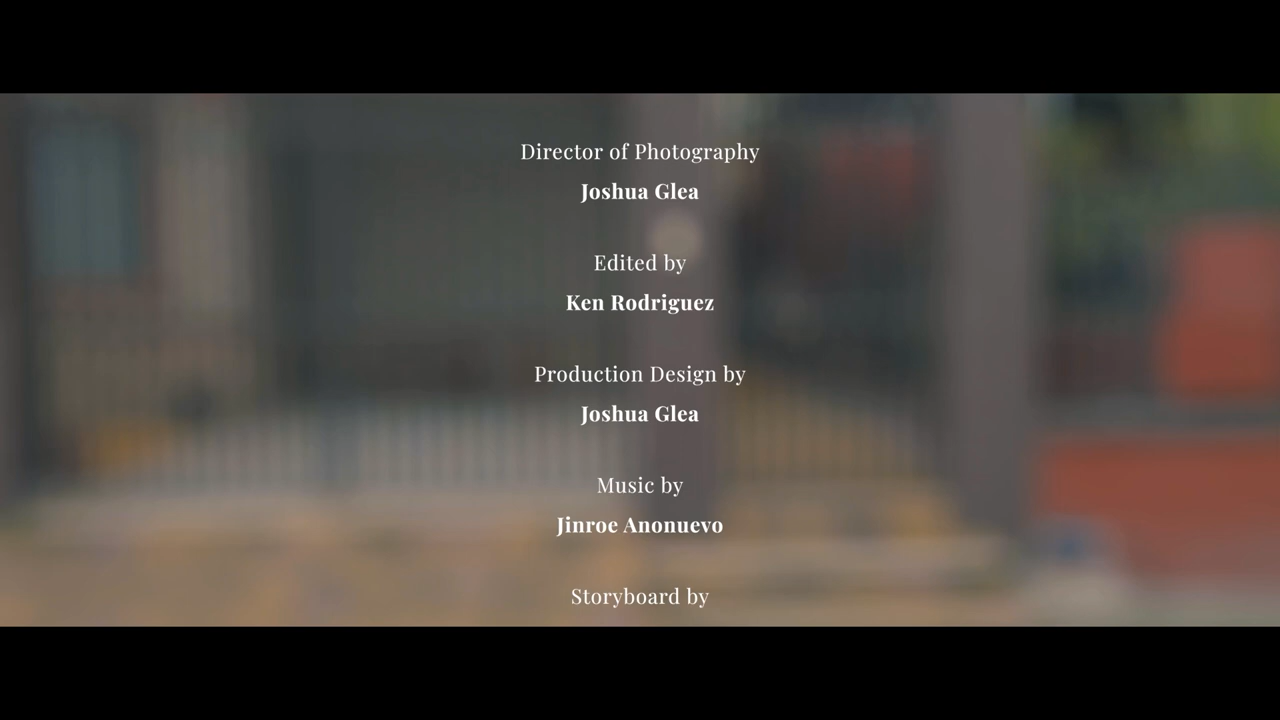 Director of Photography
Joshua Glea
Edited by
Ken Rodriguez
Production Design by
Joshua Glea
Music by
Jinroe Anonuevo
Storyboard by